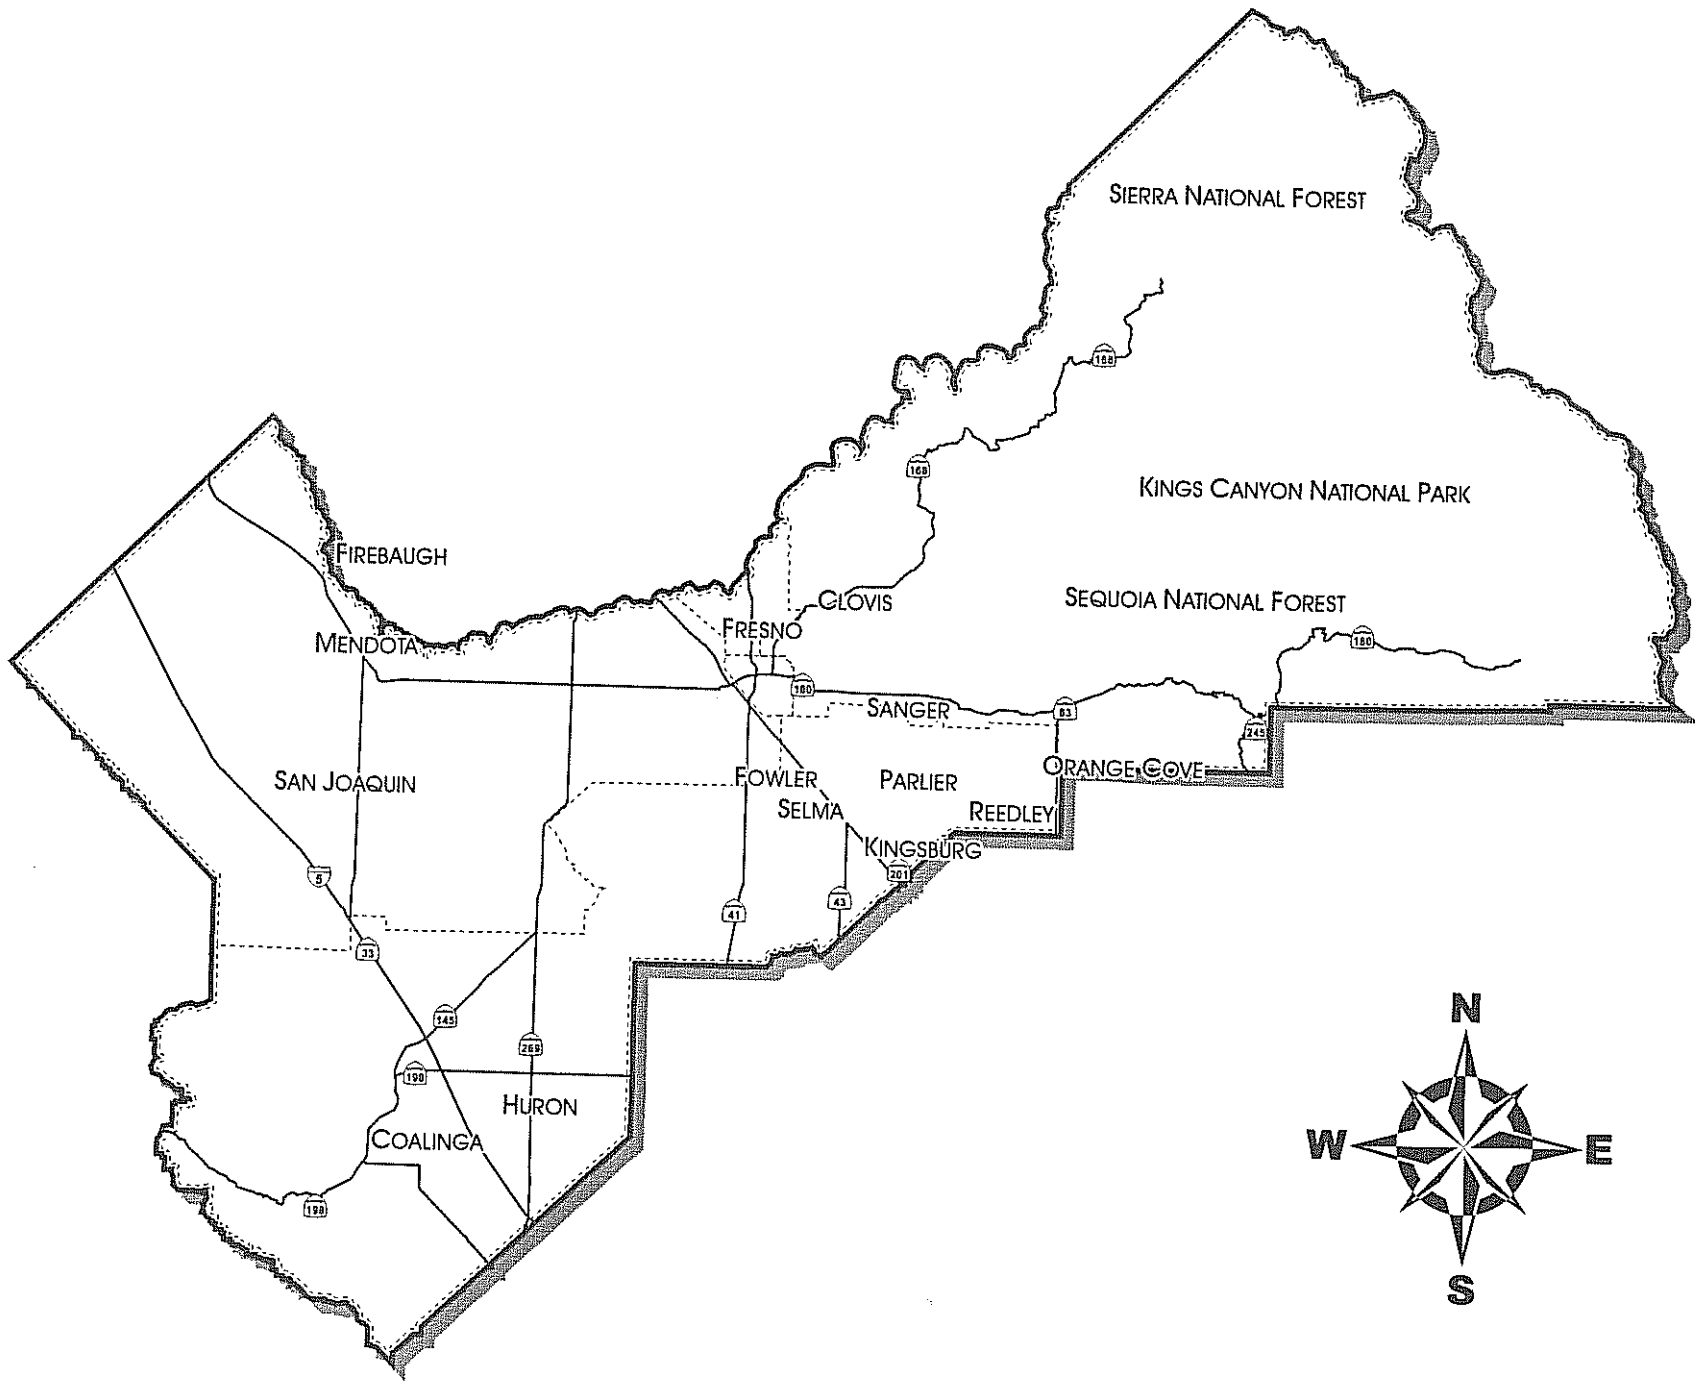 SIERRA NATIONAL FOREST
168
168
KINGS CANYON NATIONAL PARK
FIREBAUGH
CLOVIS
SEQUOIA NATIONAL FOREST
FRESNO
MENDOTA
180
180
SANGER
63
245
SAN JOAQUIN
FOWLER
PARLIER
ORANGE COVE
SELMA
REEDLEY
KINGSBURG
5
201
43
41
33
145
269
198
HURON
COALINGA
198
N
W
E
S